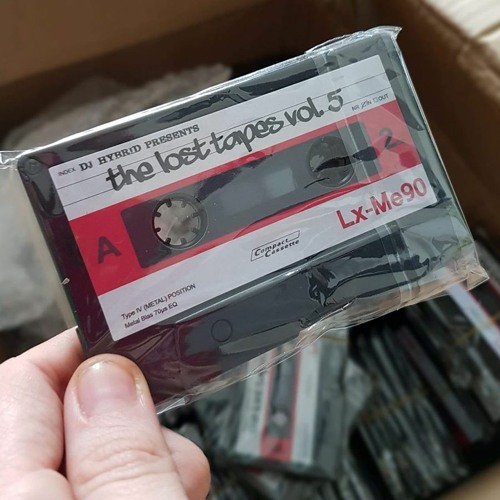 INDEX DJ HYBRID PRESENTS
the lost tapes vol. 5
A
2
Lx-Me90
Compact
Cassette
Type IV (METAL) POSITION
Metal Bias 70µs EQ